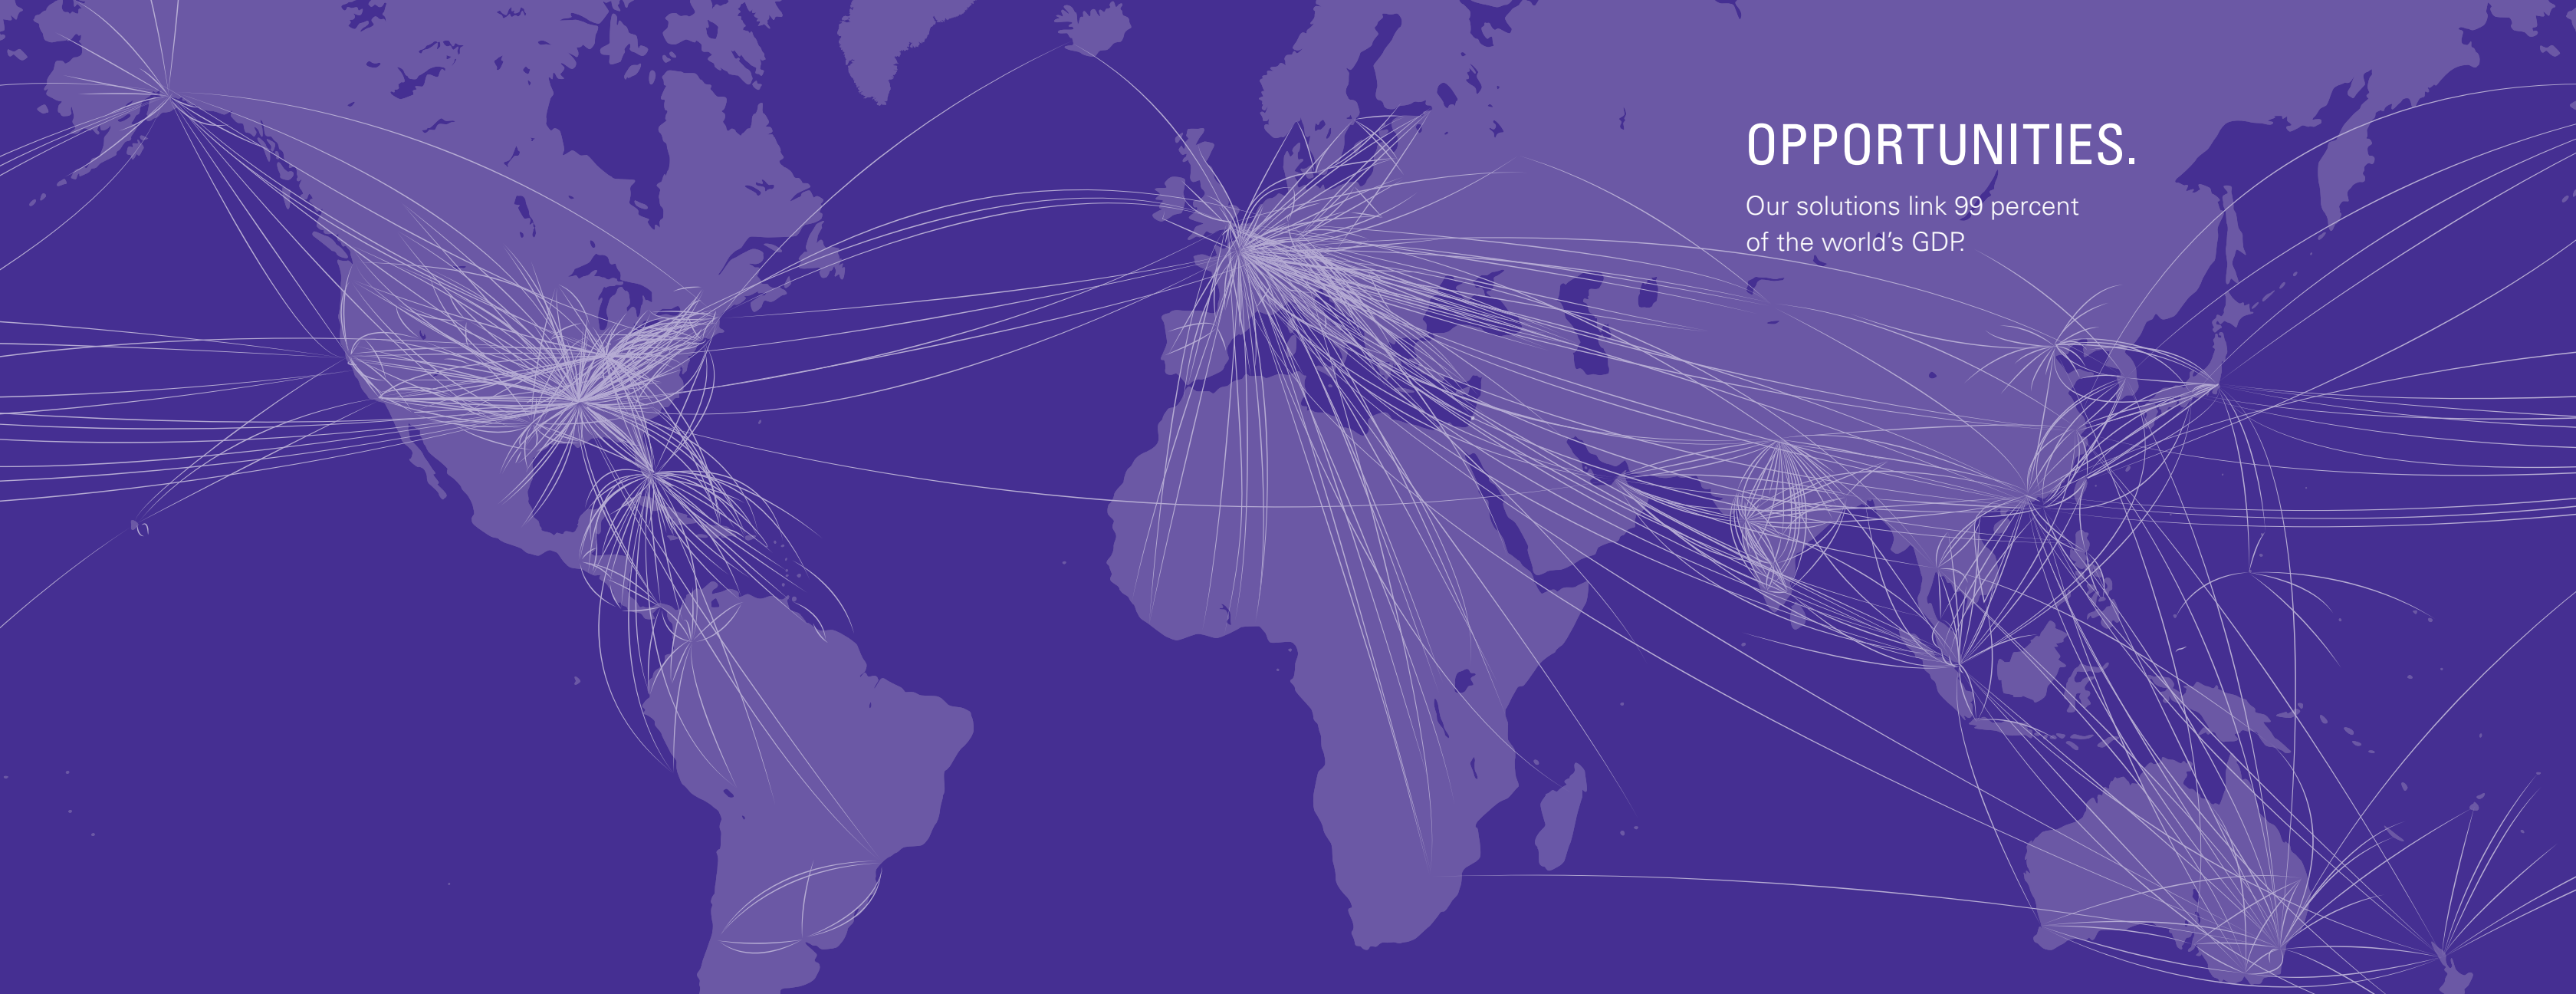 OPPORTUNITIES.
Our solutions link 99 percent
of the world’s GDP.